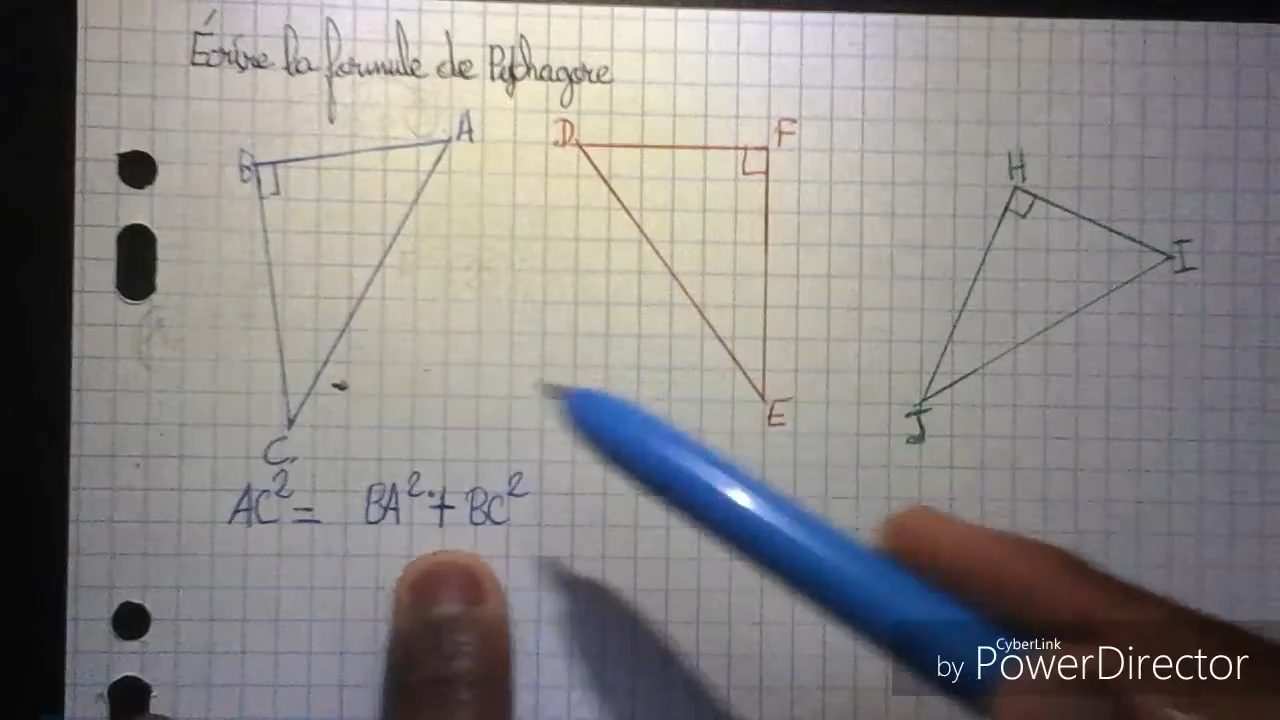 Écrire la formule de Pythagore
A
B
C
D
F
E
H
I
J
AC² = BA² + BC²
CyberLink
by PowerDirector